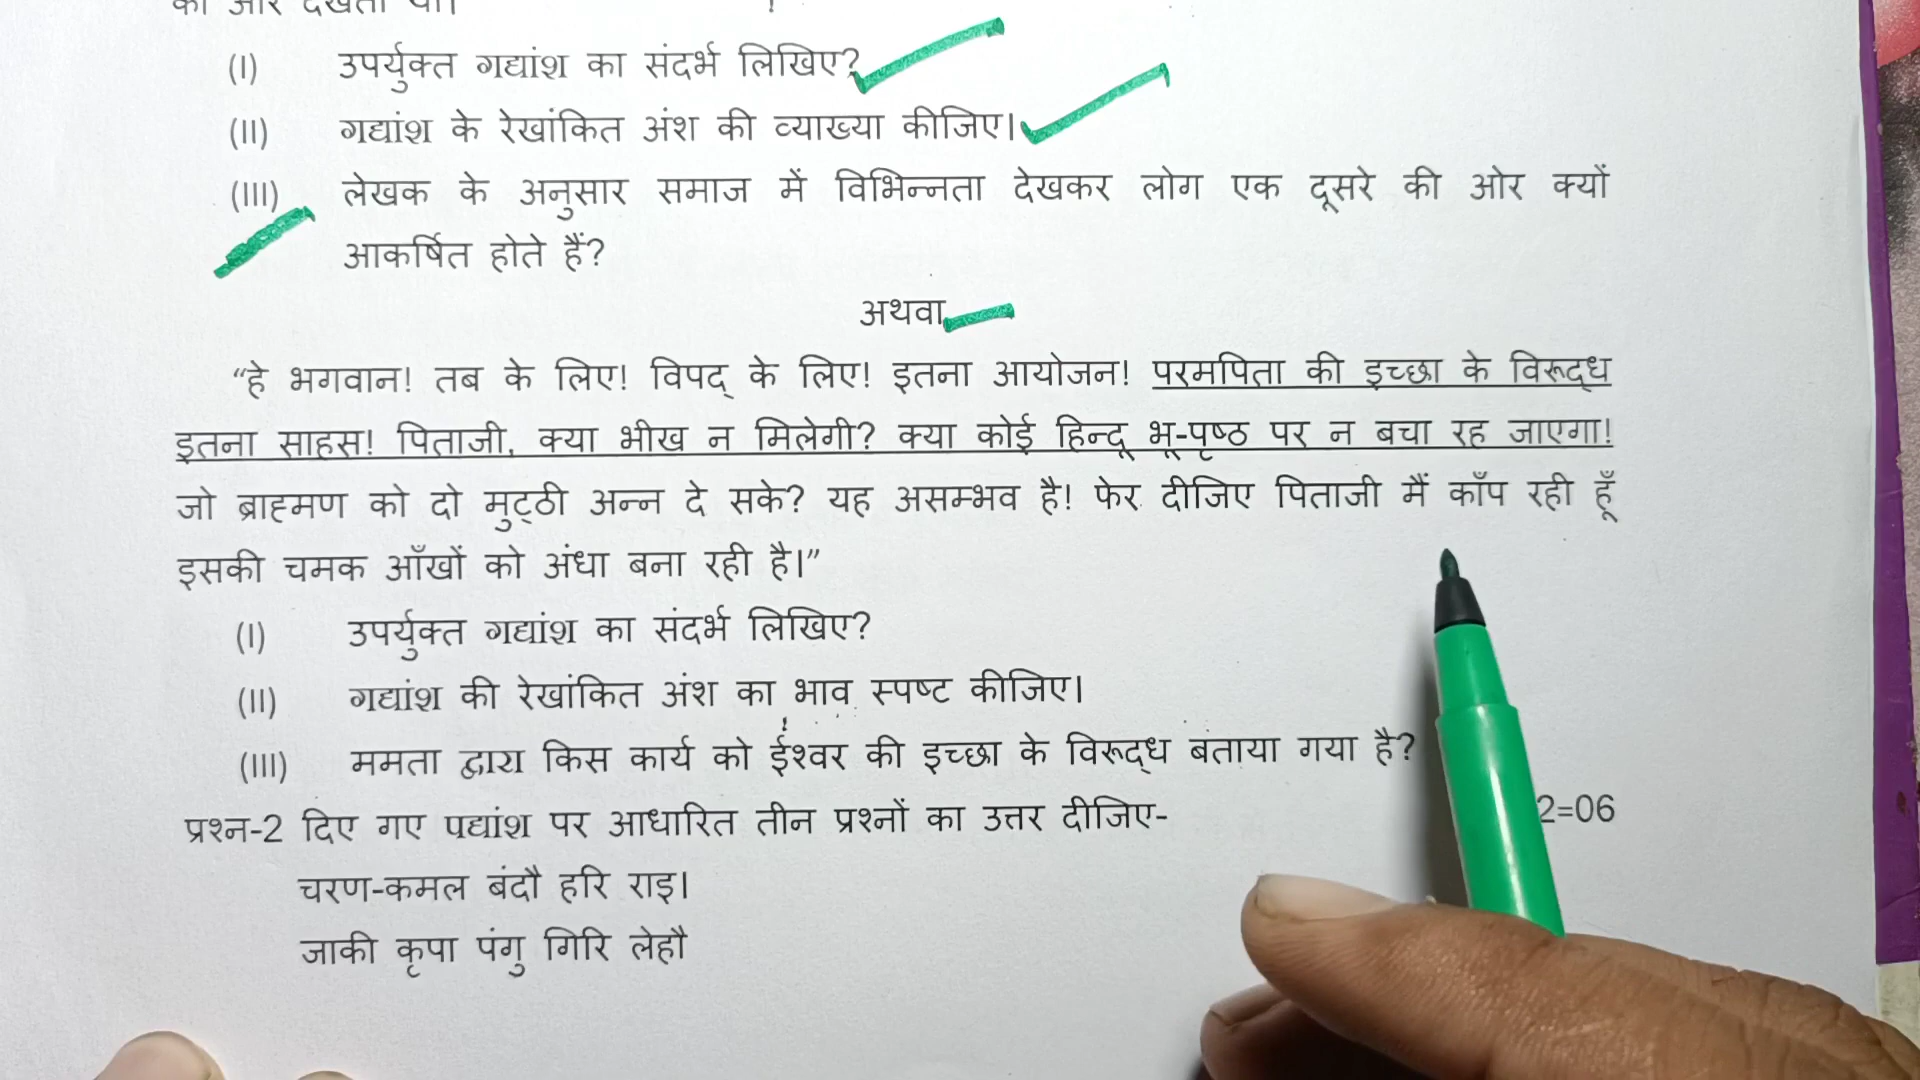 की ओर देखता था।
(I) उपर्युक्त गद्यांश का संदर्भ लिखिए?
(II) गद्यांश के रेखांकित अंश की व्याख्या कीजिए।
(III) लेखक के अनुसार समाज में विभिन्नता देखकर लोग एक दूसरे की ओर क्यों
आकर्षित होते हैं?
अथवा
“हे भगवान! तब के लिए! विपद् के लिए! इतना आयोजन! परमपिता की इच्छा के विरूद्ध
इतना साहस! पिताजी, क्या भीख न मिलेगी? क्या कोई हिन्दू भू-पृष्ठ पर न बचा रह जाएगा!
जो ब्राह्मण को दो मुट्ठी अन्न दे सके? यह असम्भव है! फेर दीजिए पिताजी मैं काँप रही हूँ
इसकी चमक आँखों को अंधा बना रही है।”
(I) उपर्युक्त गद्यांश का संदर्भ लिखिए?
(II) गद्यांश की रेखांकित अंश का भाव स्पष्ट कीजिए।
(III) ममता द्वारा किस कार्य को ईश्वर की इच्छा के विरूद्ध बताया गया है?
प्रश्न-2 दिए गए पद्यांश पर आधारित तीन प्रश्नों का उत्तर दीजिए- 2=06
चरण-कमल बंदौ हरि राइ।
जाकी कृपा पंगु गिरि लेहौ